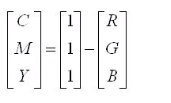 [C] = [1] - [R]
[M] = [1] - [G]
[Y] = [1] - [B]